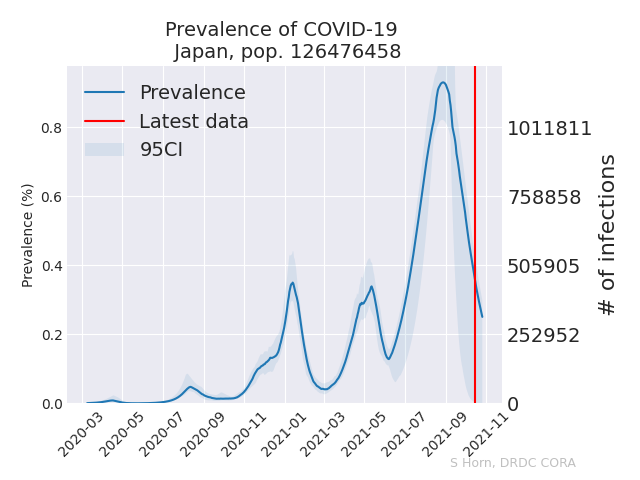 Prevalence of COVID-19
Japan, pop. 126476458
Prevalence
Latest data
95CI
Prevalence (%)
0.8
0.6
0.4
0.2
0.0
1011811
758858
505905
252952
0
# of infections
2020-03
2020-05
2020-07
2020-09
2020-11
2021-01
2021-03
2021-05
2021-07
2021-09
2021-11
S Horn, DRDC CORA